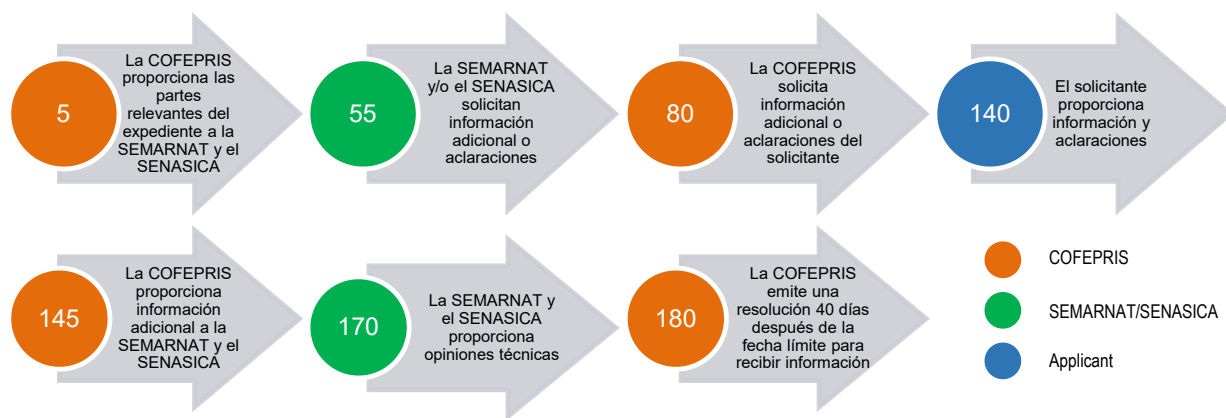 5
La COFEPRIS
proporciona las
partes
relevantes del
expediente a la
SEMARNAT y el
SENASICA
55
La SEMARNAT
y/o el SENASICA
solicitan
información
adicional o
aclaraciones
80
La COFEPRIS
solicita
información
adicional o
aclaraciones del
solicitante
140
El solicitante
proporciona
información y
aclaraciones
145
La COFEPRIS
proporciona
información
adicional a la
SEMARNAT y el
SENASICA
170
La SEMARNAT y
el SENASICA
proporciona
opiniones técnicas
180
La COFEPRIS
emite una
resolución 40 días
después de la
fecha límite para
recibir información
COFEPRIS
SEMARNAT/SENASICA
Applicant